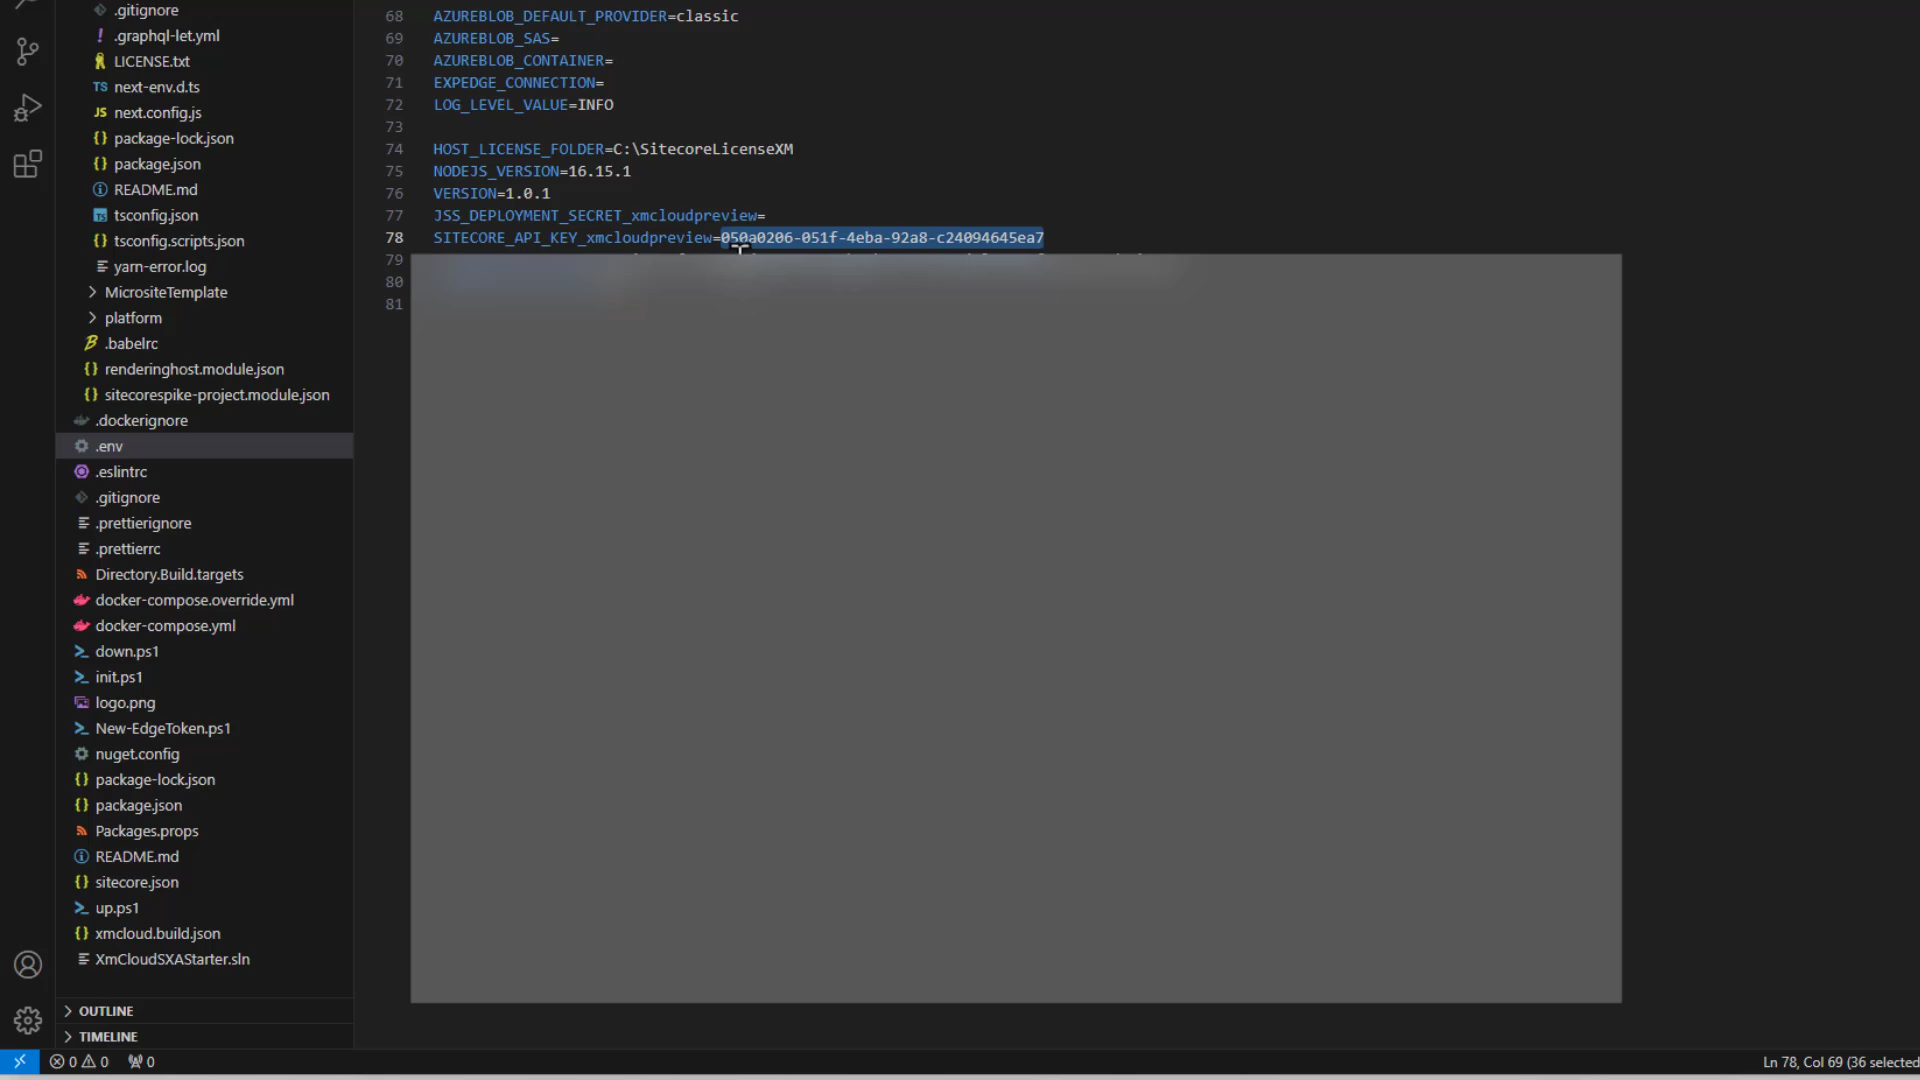 .gitignore
.graphql-let.yml
LICENSE.txt
TS next-env.d.ts
JS next.config.js
{} package-lock.json
{} package.json
README.md
TS tsconfig.json
{} tsconfig.scripts.json
yarn-error.log
MicrositeTemplate
platform
.babelrc
{} renderinghost.module.json
{} sitecorespike-project.module.json
.dockerignore
.env
.eslintrc
.gitignore
.prettierignore
.prettierrc
Directory.Build.targets
docker-compose.override.yml
docker-compose.yml
down.ps1
init.ps1
logo.png
New-EdgeToken.ps1
nuget.config
{} package-lock.json
{} package.json
Packages.props
README.md
{} sitecore.json
up.ps1
{} xmcloud.build.json
XmCloudSXAStarter.sln
OUTLINE
TIMELINE
68 AZUREBLOB_DEFAULT_PROVIDER=classic
69 AZUREBLOB_SAS=
70 AZUREBLOB_CONTAINER=
71 EXPEDGE_CONNECTION=
72 LOG_LEVEL_VALUE=INFO
73
74 HOST_LICENSE_FOLDER=C:\SitecoreLicenseXM
75 NODEJS_VERSION=16.15.1
76 VERSION=1.0.1
77 JSS_DEPLOYMENT_SECRET_xmcloudpreview=
78 SITECORE_API_KEY_xmcloudpreview=050a0206-051f-4eba-92a8-c24094645ea7
79
80
81
0 0 0
Ln 78, Col 69 (36 selected